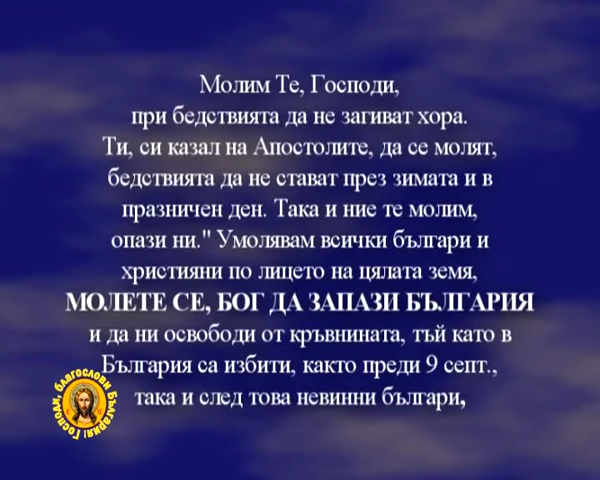 Молим Те, Господи,
при бедствията да не загиват хора.
Ти, си казал на Апостолите, да се молят,
бедствията да не стават през зимата и в
празничен ден. Така и ние те молим,
опази ни." Умолявам всички българи и
християни по лицето на цялата земя,
МОЛЕТЕ СЕ, БОГ ДА ЗАПАЗИ БЪЛГАРИЯ
и да ни освободи от кръвнината, тъй като в
България са избити, както преди 9 септ.,
така и след това невинни българи,
Господи, благослови България!